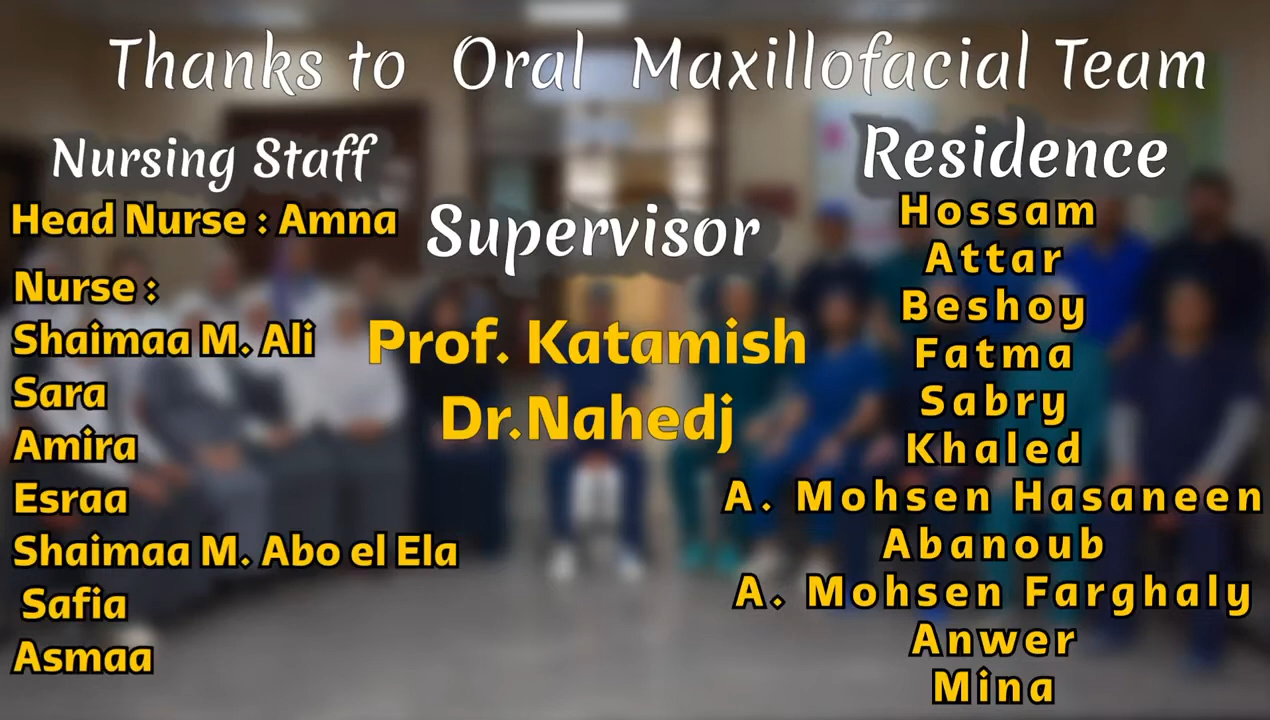 Thanks to Oral Maxillofacial Team
Nursing Staff
Head Nurse : Amna
Nurse :
Shaimaa M. Ali
Sara
Amira
Esraa
Shaimaa M. Abo el Ela
Safia
Asmaa
Supervisor
Prof. Katamish
Dr.Nahedj
Residence
Hossam
Attar
Beshoy
Fatma
Sabry
Khaled
A. Mohsen Hasaneen
Abanoub
A. Mohsen Farghaly
Anwer
Mina